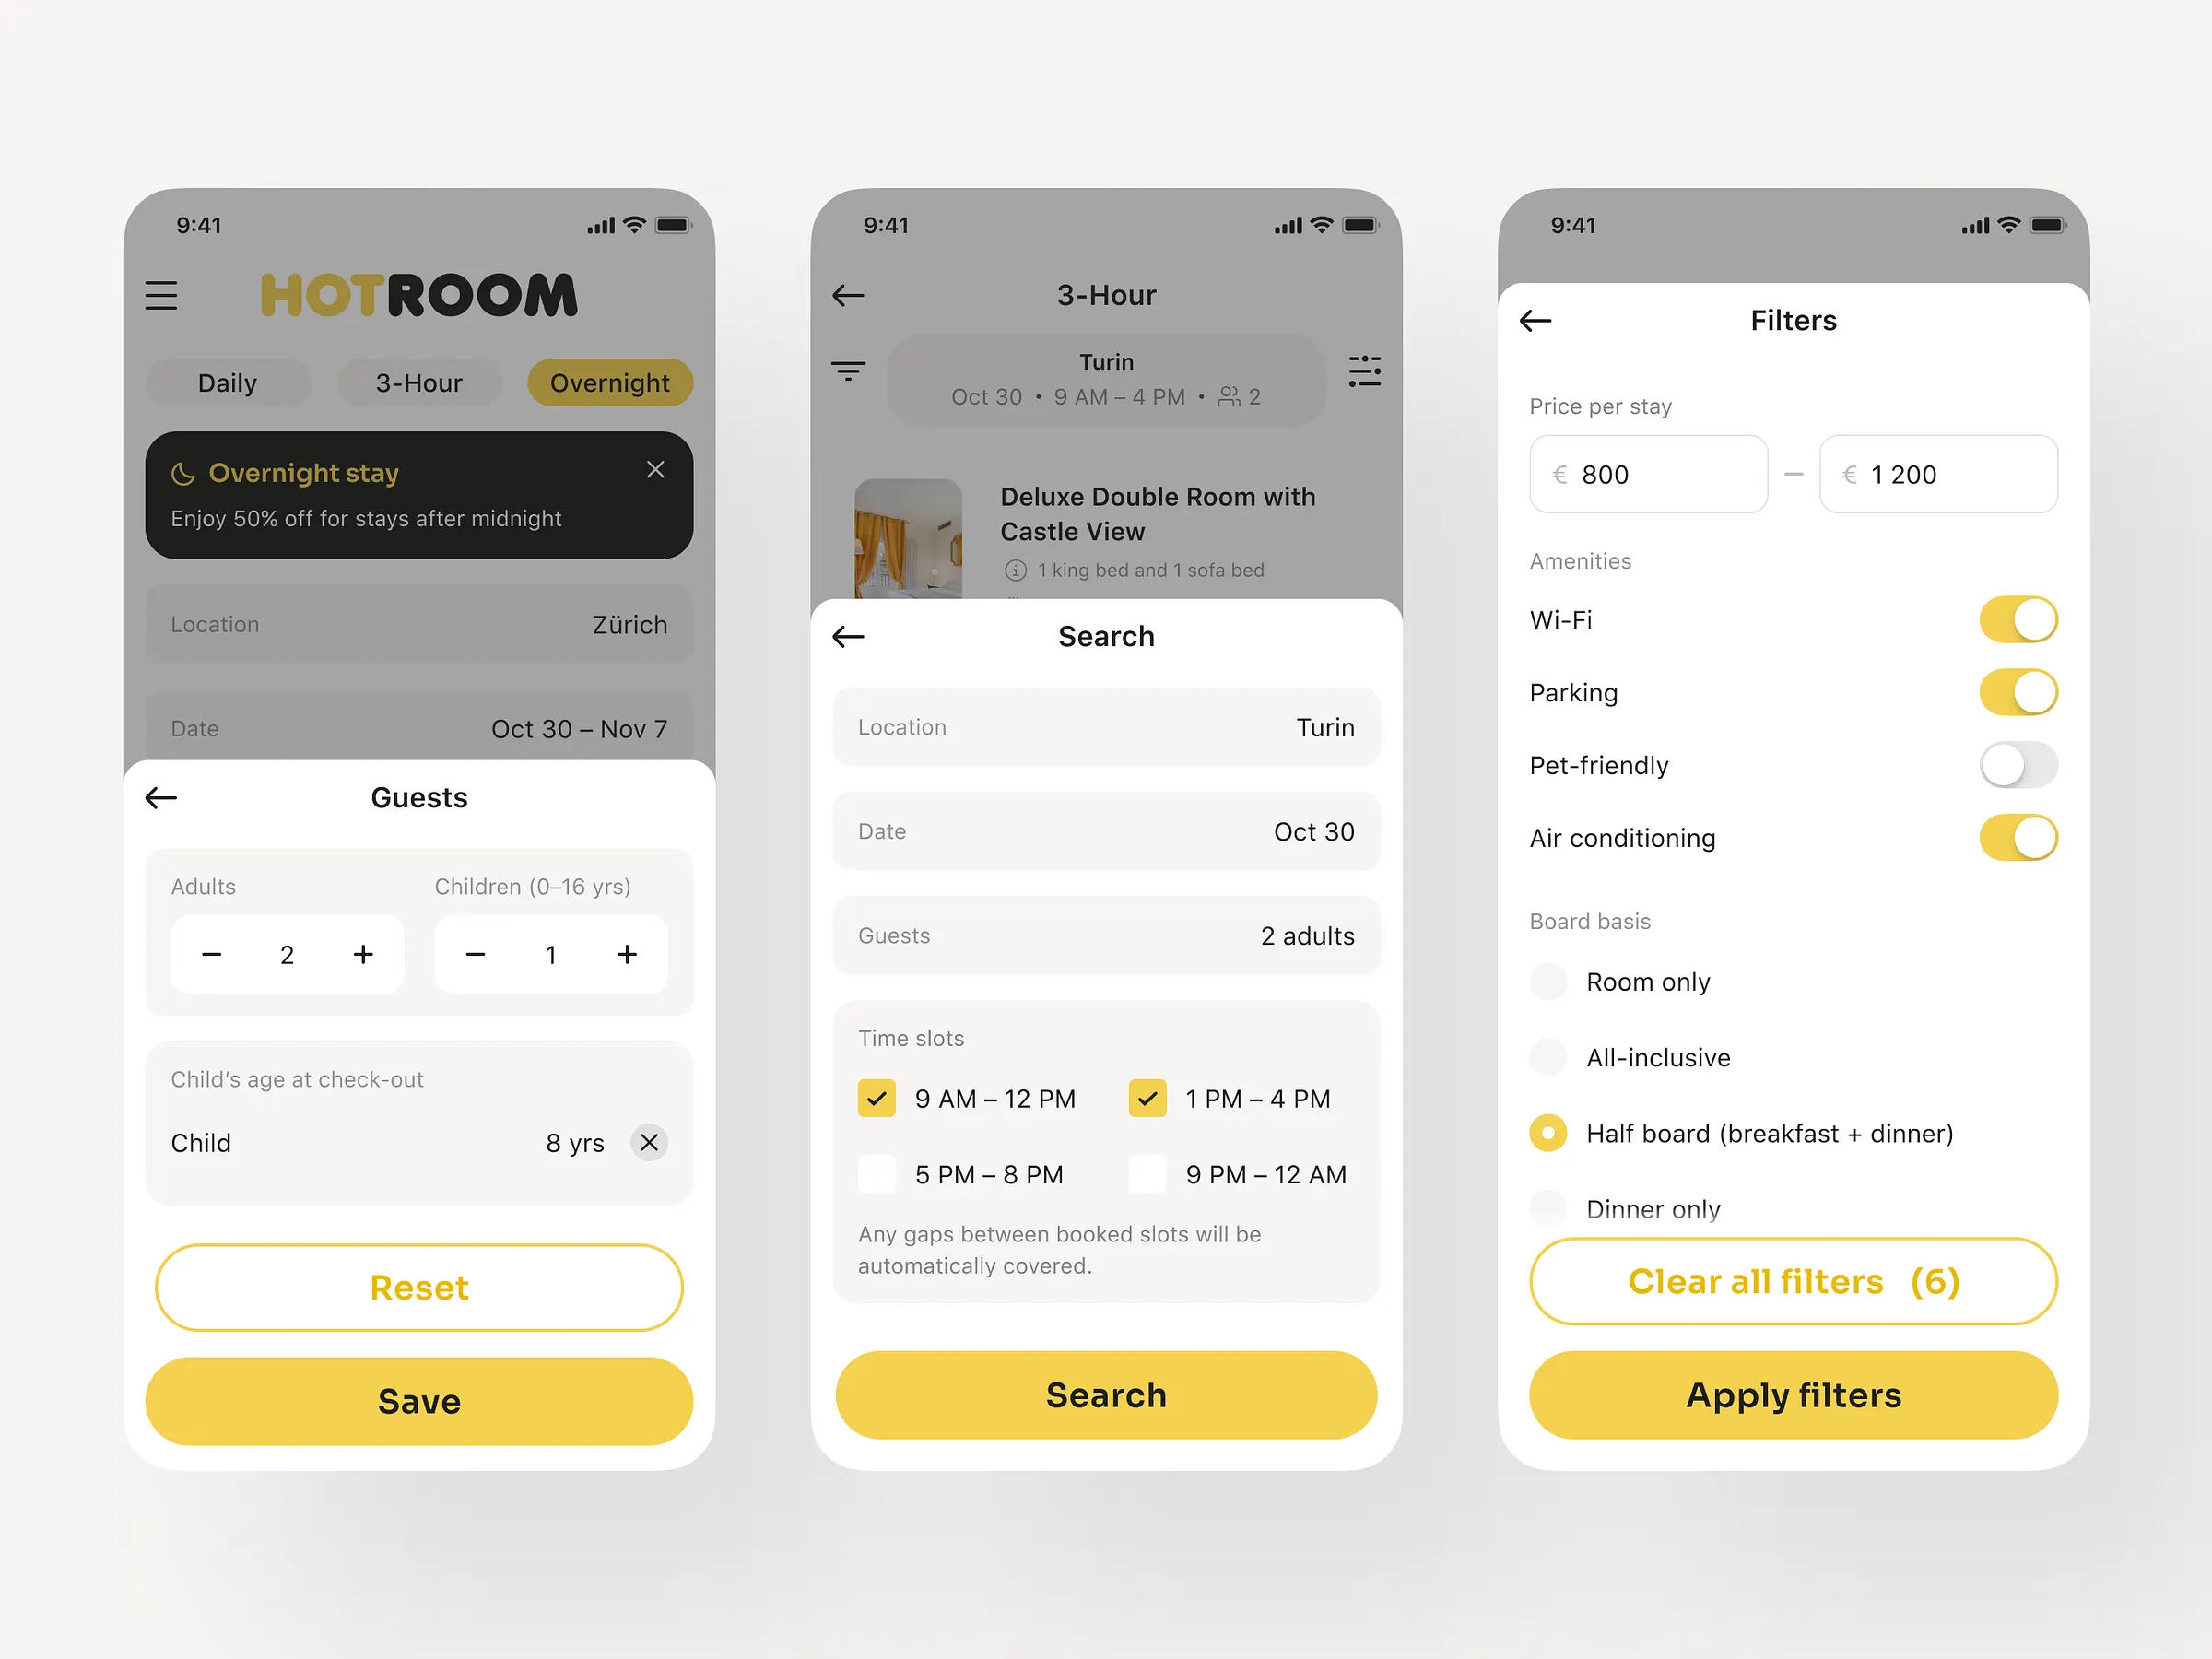 9:41
HOTROOM
Daily
3-Hour
Overnight
Overnight stay
Enjoy 50% off for stays after midnight
Location
Zürich
Date
Oct 30 – Nov 7
Guests
Adults
Children (0–16 yrs)
− 2 +
− 1 +
Child’s age at check-out
Child
8 yrs
Reset
Save
9:41
3-Hour
Turin
Oct 30 • 9 AM – 4 PM • 2
Deluxe Double Room with
Castle View
1 king bed and 1 sofa bed
Search
Location
Turin
Date
Oct 30
Guests
2 adults
Time slots
9 AM – 12 PM
1 PM – 4 PM
5 PM – 8 PM
9 PM – 12 AM
Any gaps between booked slots will be
automatically covered.
Search
9:41
Filters
Price per stay
€ 800 – € 1 200
Amenities
Wi-Fi
Parking
Pet-friendly
Air conditioning
Board basis
Room only
All-inclusive
Half board (breakfast + dinner)
Dinner only
Clear all filters (6)
Apply filters